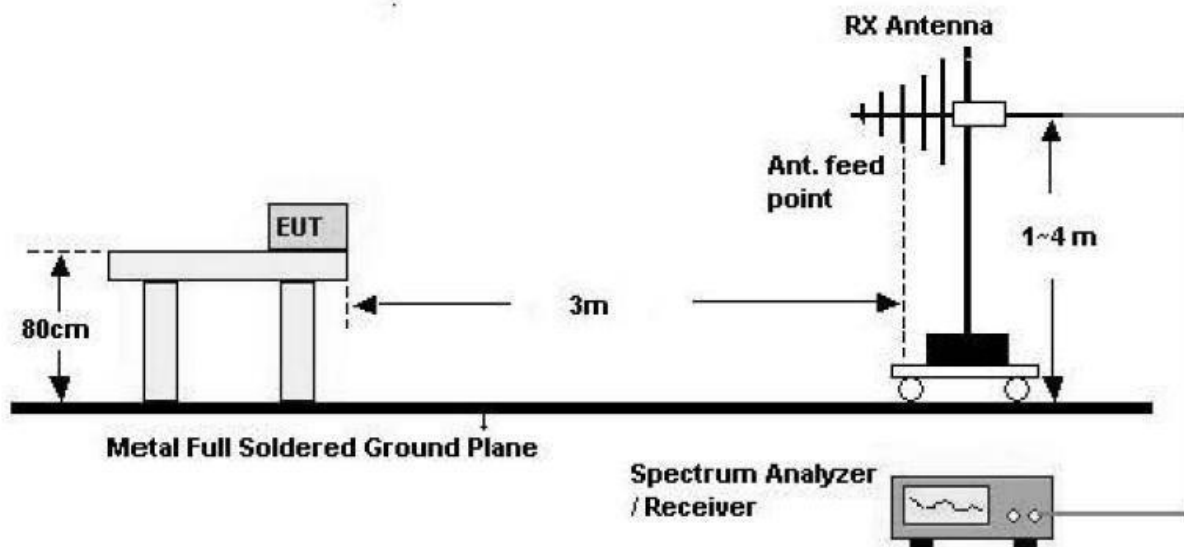 RX Antenna
Ant. feed
point
EUT
1~4 m
3m
80cm
Metal Full Soldered Ground Plane
Spectrum Analyzer
/ Receiver